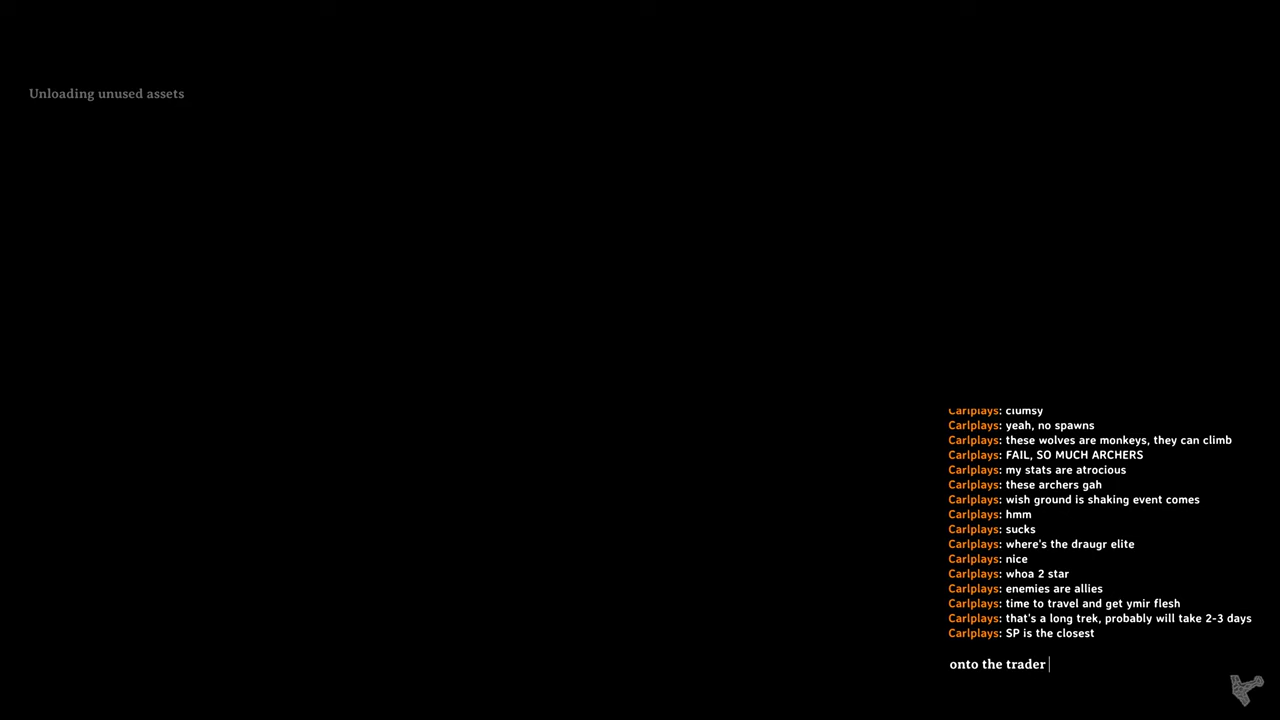 Unloading unused assets
Carlplays: clumsy
Carlplays: yeah, no spawns
Carlplays: these wolves are monkeys, they can climb
Carlplays: FAIL, SO MUCH ARCHERS
Carlplays: my stats are atrocious
Carlplays: these archers gah
Carlplays: wish ground is shaking event comes
Carlplays: hmm
Carlplays: sucks
Carlplays: where's the draugr elite
Carlplays: nice
Carlplays: whoa 2 star
Carlplays: enemies are allies
Carlplays: time to travel and get ymir flesh
Carlplays: that's a long trek, probably will take 2-3 days
Carlplays: SP is the closest
onto the trader